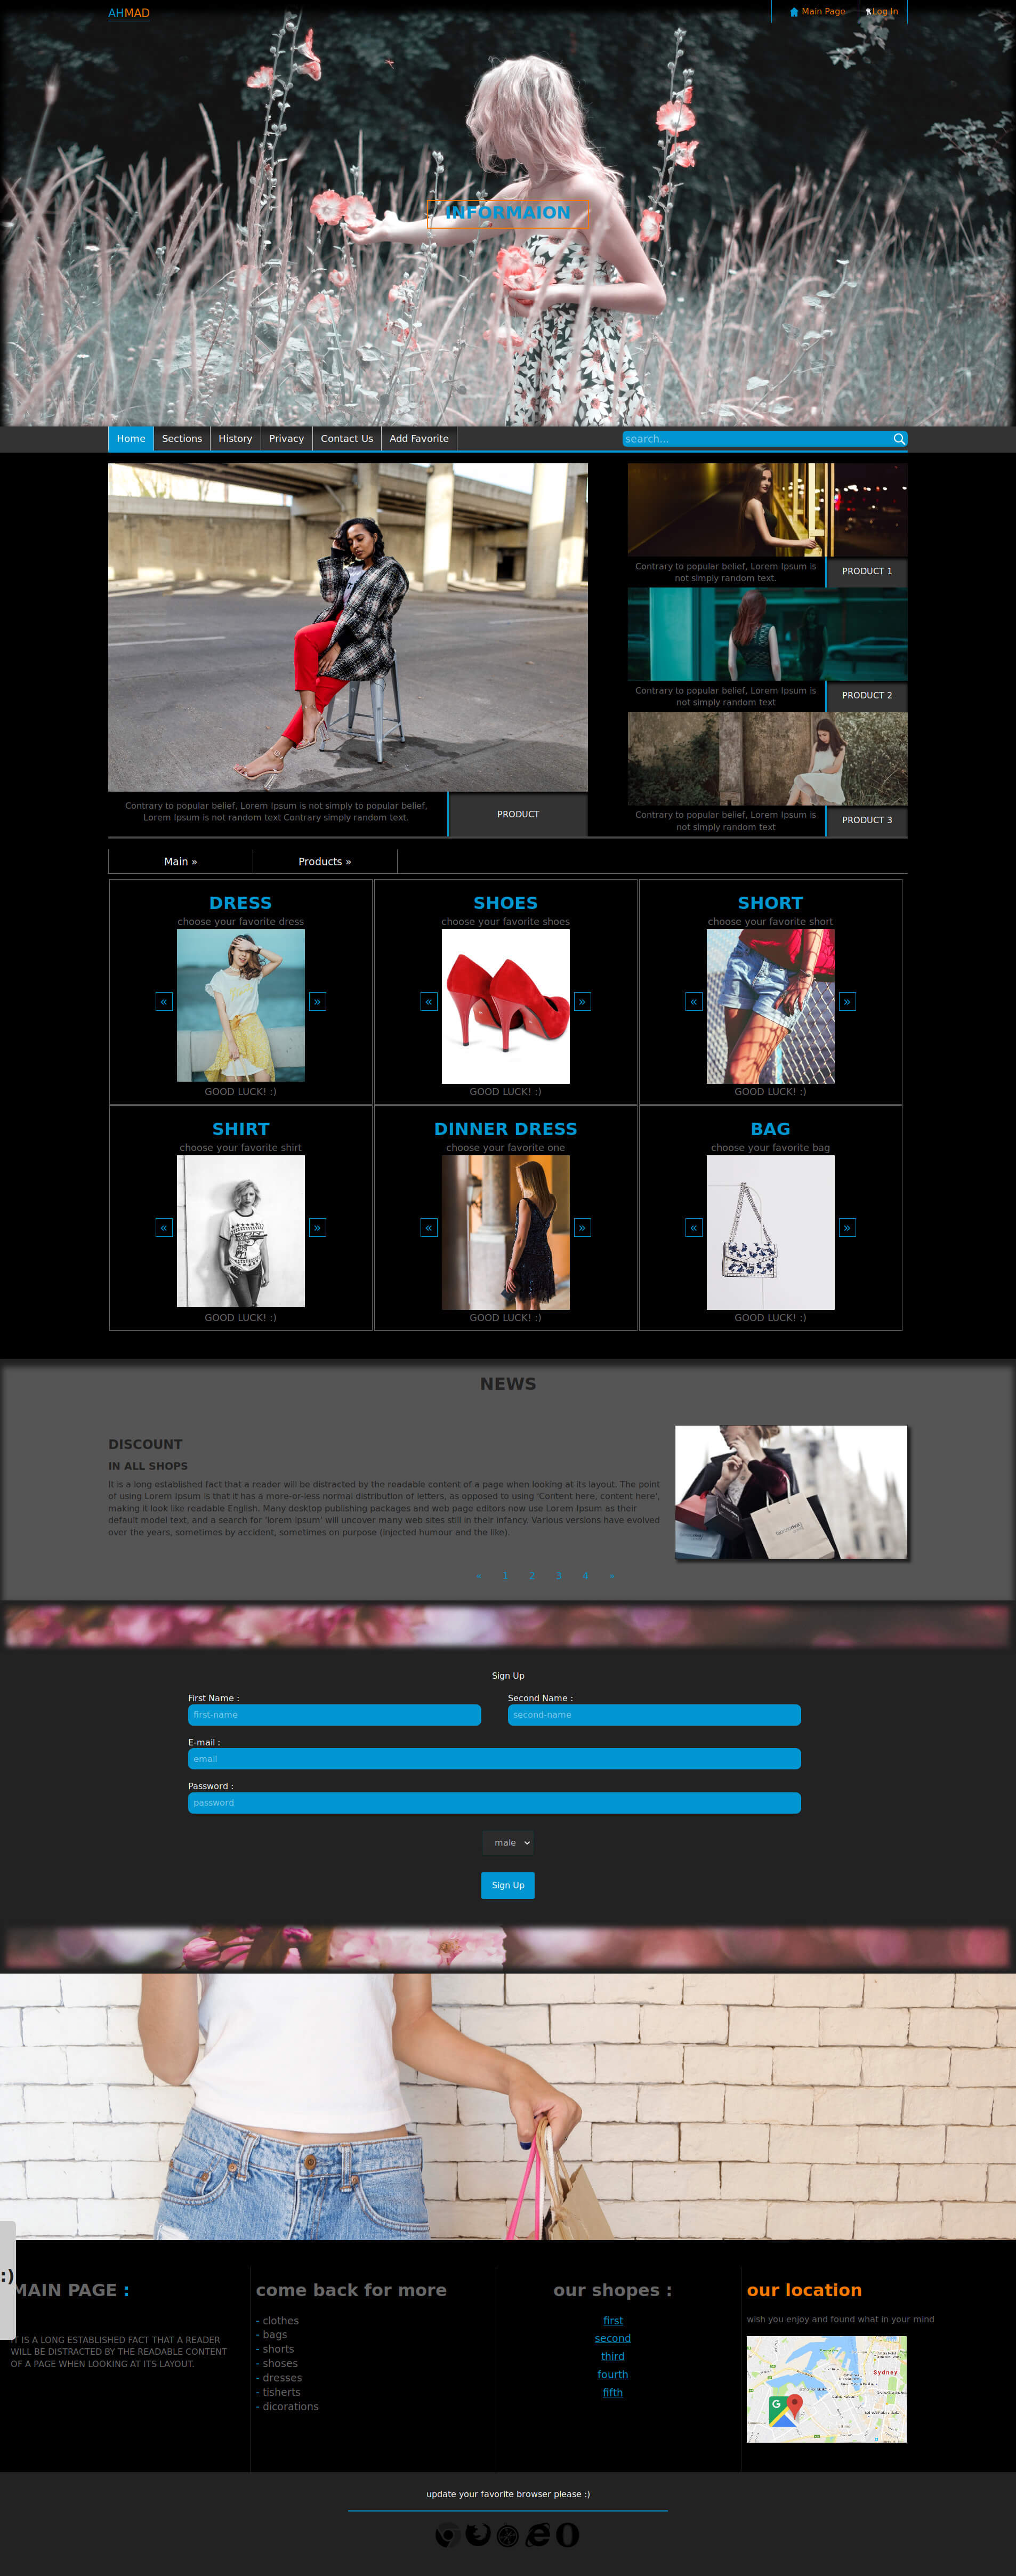 AHMAD
Main Page
Log In
INFORMAION
Home
Sections
History
Privacy
Contact Us
Add Favorite
search...
Contrary to popular belief, Lorem Ipsum is
not simply random text.
PRODUCT 1
Contrary to popular belief, Lorem Ipsum is
not simply random text
PRODUCT 2
Contrary to popular belief, Lorem Ipsum is
not simply random text
PRODUCT 3
Contrary to popular belief, Lorem Ipsum is not simply to popular belief,
Lorem Ipsum is not random text Contrary simply random text.
PRODUCT
Main »
Products »
DRESS
choose your favorite dress
«
»
GOOD LUCK! :)
SHOES
choose your favorite shoes
«
»
GOOD LUCK! :)
SHORT
choose your favorite short
«
»
GOOD LUCK! :)
SHIRT
choose your favorite shirt
«
»
GOOD LUCK! :)
DINNER DRESS
choose your favorite one
«
»
GOOD LUCK! :)
BAG
choose your favorite bag
«
»
GOOD LUCK! :)
NEWS
DISCOUNT
IN ALL SHOPS
It is a long established fact that a reader will be distracted by the readable content of a page when looking at its layout. The point
of using Lorem Ipsum is that it has a more-or-less normal distribution of letters, as opposed to using 'Content here, content here',
making it look like readable English. Many desktop publishing packages and web page editors now use Lorem Ipsum as their
default model text, and a search for 'lorem ipsum' will uncover many web sites still in their infancy. Various versions have evolved
over the years, sometimes by accident, sometimes on purpose (injected humour and the like).
« 1 2 3 4 »
Sign Up
First Name :
Second Name :
first-name
second-name
E-mail :
email
Password :
password
male
Sign Up
:)
MAIN PAGE :
IT IS A LONG ESTABLISHED FACT THAT A READER
WILL BE DISTRACTED BY THE READABLE CONTENT
OF A PAGE WHEN LOOKING AT ITS LAYOUT.
come back for more
- clothes
- bags
- shorts
- shoses
- dresses
- tisherts
- dicorations
our shopes :
first
second
third
fourth
fifth
our location
wish you enjoy and found what in your mind
Sydney
G
update your favorite browser please :)